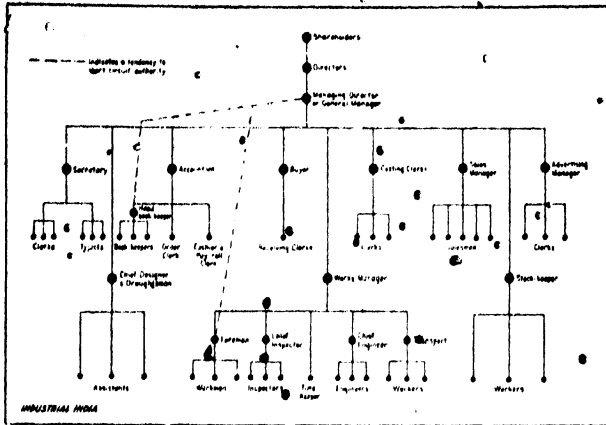 Shareholders
Indicates a tendency to
short circuit authority
Directors
Managing Director
or General Manager
Secretary
Accountant
Buyer
Costing Clerks
Sales
Manager
Advertising
Manager
Head
book-keeper
Clerks
Typists
Book keepers
Order
Clerk
Cashier &
Pay-roll
Clerk
Receiving Clerks
Clerks
Salesmen
Clerks
Chief Designer
& Draughtsman
Works Manager
Stock-keeper
Foreman
Chief
Inspector
Chief
Engineer
Transport
Assistants
Workmen
Inspectors
Time
Keeper
Engineers
Workers
Workers
INDUSTRIAL INDIA